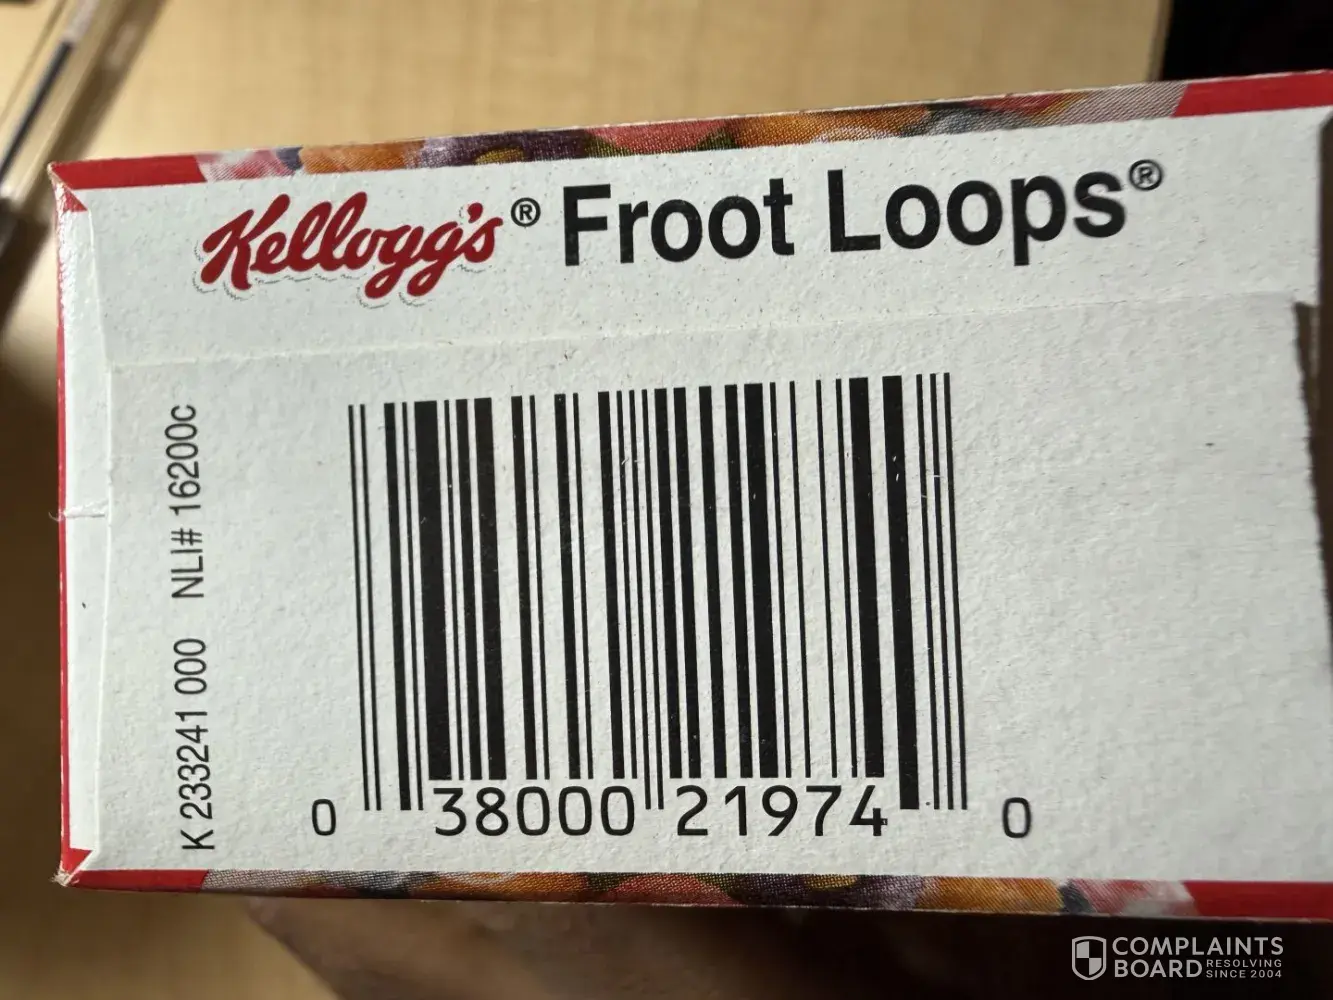 Kellogg's® Froot Loops®
K 233241 000 NLI# 16200c
0 38000 21974 0
COMPLAINTS
BOARD RESOLVING
SINCE 2004